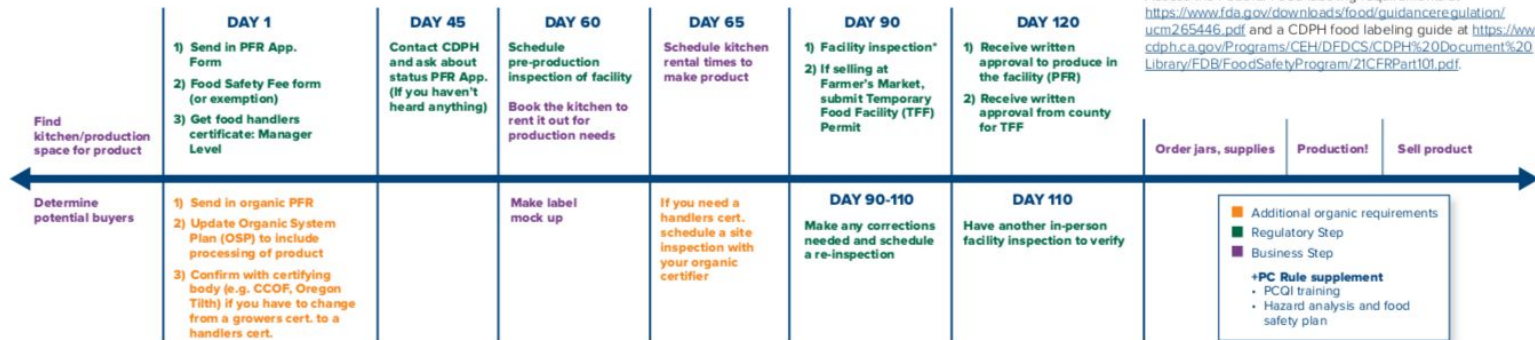 https://www.fda.gov/downloads/food/guidanceregulation/
ucm265446.pdf and a CDPH food labeling guide at https://ww
cdph.ca.gov/Programs/CEH/DFDCS/CDPH%20Document%20
Library/FDB/FoodSafetyProgram/21CFRPart101.pdf.
Find
kitchen/production
space for product
DAY 1
1) Send in PFR App.
Form
2) Food Safety Fee form
(or exemption)
3) Get food handlers
certificate: Manager
Level
DAY 45
Contact CDPH
and ask about
status PFR App.
(If you haven't
heard anything)
DAY 60
Schedule
pre-production
inspection of facility
Book the kitchen to
rent it out for
production needs
DAY 65
Schedule kitchen
rental times to
make product
DAY 90
1) Facility inspection*
2) If selling at
Farmer's Market,
submit Temporary
Food Facility (TFF)
Permit
DAY 120
1) Receive written
approval to produce in
the facility (PFR)
2) Receive written
approval from county
for TFF
Order jars, supplies
Production!
Sell product
Determine
potential buyers
1) Send in organic PFR
2) Update Organic System
Plan (OSP) to include
processing of product
3) Confirm with certifying
body (e.g. CCOF, Oregon
Tilth) if you have to change
from a growers cert. to a
handlers cert.
Make label
mock up
If you need a
handlers cert.
schedule a site
inspection with
your organic
certifier
DAY 90-110
Make any corrections
needed and schedule
a re-inspection
DAY 110
Have another in-person
facility inspection to verify
Additional organic requirements
Regulatory Step
Business Step
+PC Rule supplement
• PCQI training
• Hazard analysis and food
safety plan